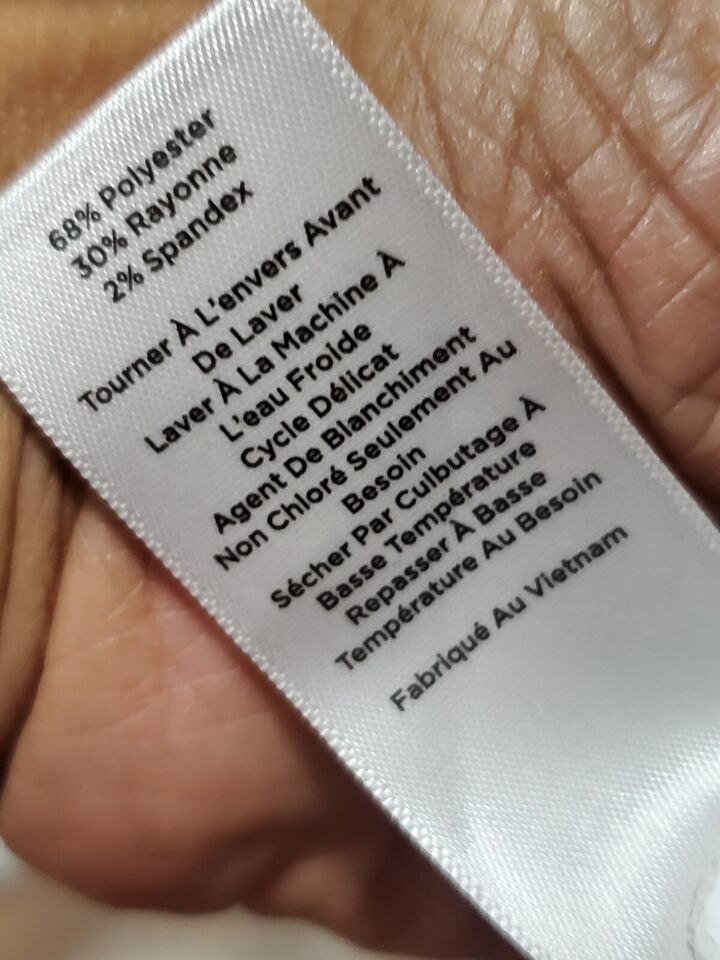 68% Polyester
30% Rayonne
2% Spandex
Tourner À L'envers Avant
De Laver
Laver À La Machine À
L'eau Froide
Cycle Délicat
Agent De Blanchiment
Non Chloré Seulement Au
Besoin
Sécher Par Culbutage À
Basse Température
Repasser À Basse
Température Au Besoin
Fabriqué Au Vietnam